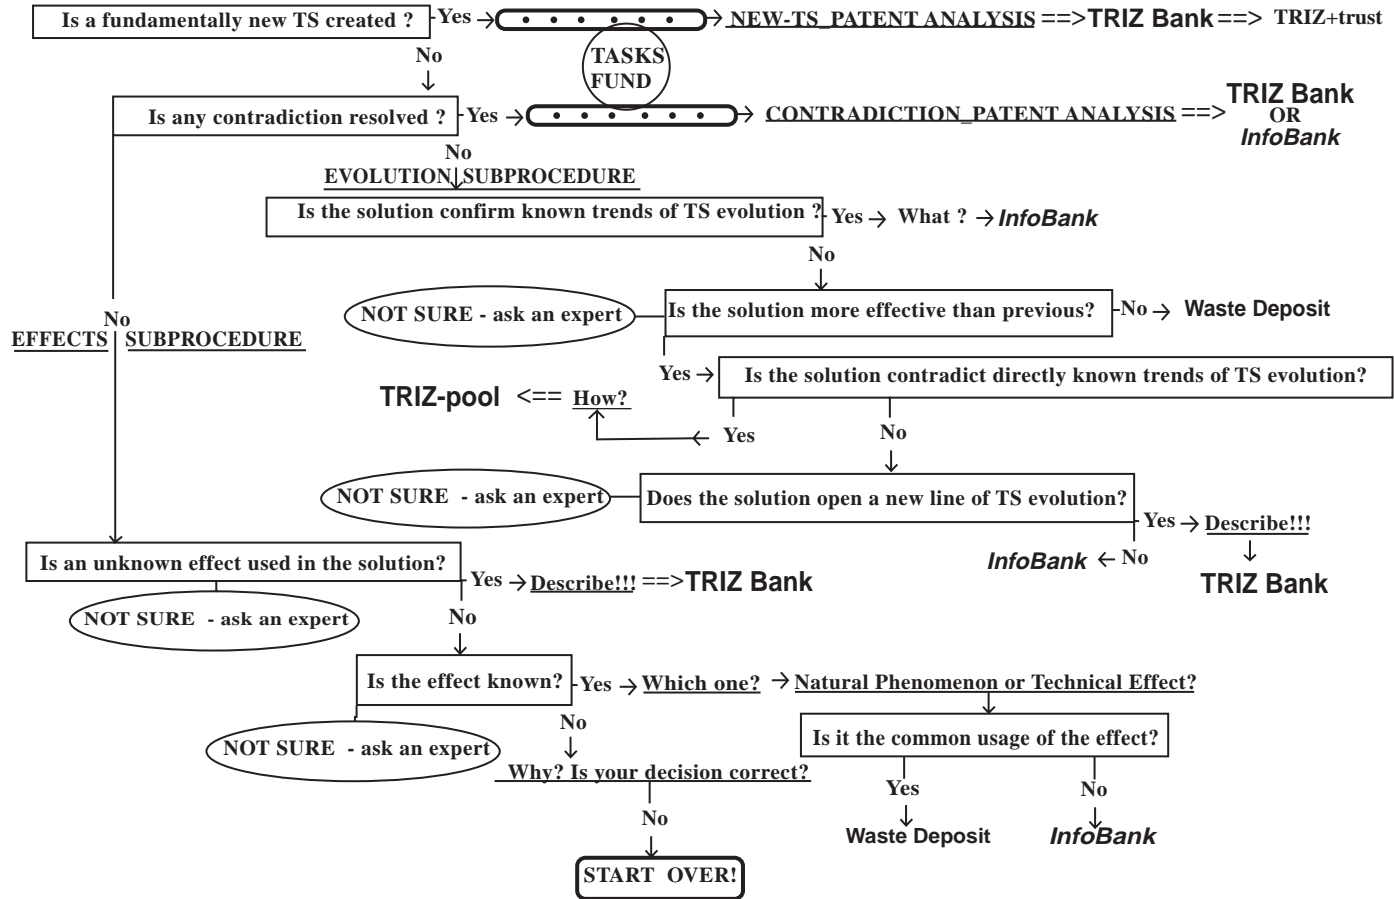 Is a fundamentally new TS created ?
Yes
NEW-TS_PATENT ANALYSIS ==>TRIZ Bank ==> TRIZ+trust
No
TASKS
FUND
Is any contradiction resolved ?
Yes
CONTRADICTION_PATENT ANALYSIS ==>
TRIZ Bank
OR
InfoBank
No
EVOLUTION SUBPROCEDURE
Is the solution confirm known trends of TS evolution ?
Yes → What ? → InfoBank
No
NOT SURE - ask an expert
Is the solution more effective than previous?
No → Waste Deposit
No
EFFECTS SUBPROCEDURE
Yes →
Is the solution contradict directly known trends of TS evolution?
TRIZ-pool <== How?
Yes
No
NOT SURE - ask an expert
Does the solution open a new line of TS evolution?
Yes → Describe!!!
InfoBank ← No
TRIZ Bank
Is an unknown effect used in the solution?
Yes → Describe!!! ==>TRIZ Bank
NOT SURE - ask an expert
No
Is the effect known?
Yes → Which one? → Natural Phenomenon or Technical Effect?
NOT SURE - ask an expert
No
Is it the common usage of the effect?
Why? Is your decision correct?
Yes
No
No
Waste Deposit
InfoBank
START OVER!